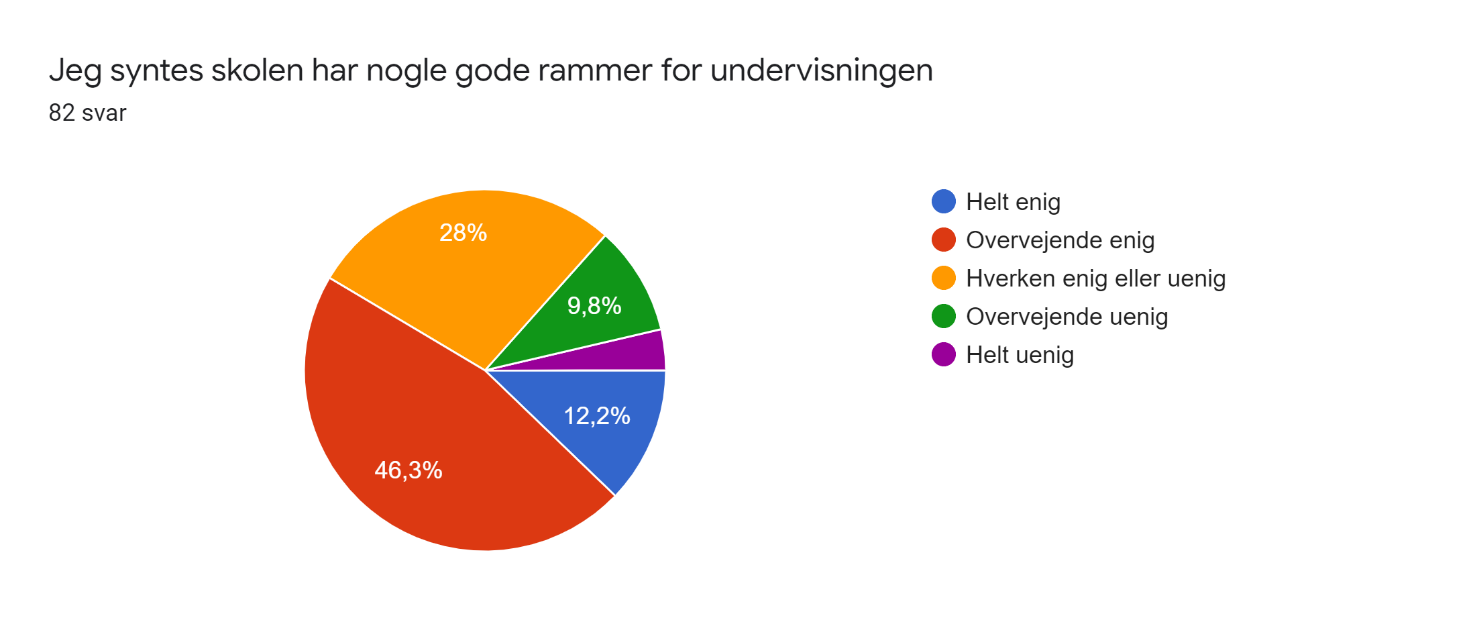 Jeg syntes skolen har nogle gode rammer for undervisningen
82 svar
28%
9,8%
12,2%
46,3%
Helt enig
Overvejende enig
Hverken enig eller uenig
Overvejende uenig
Helt uenig